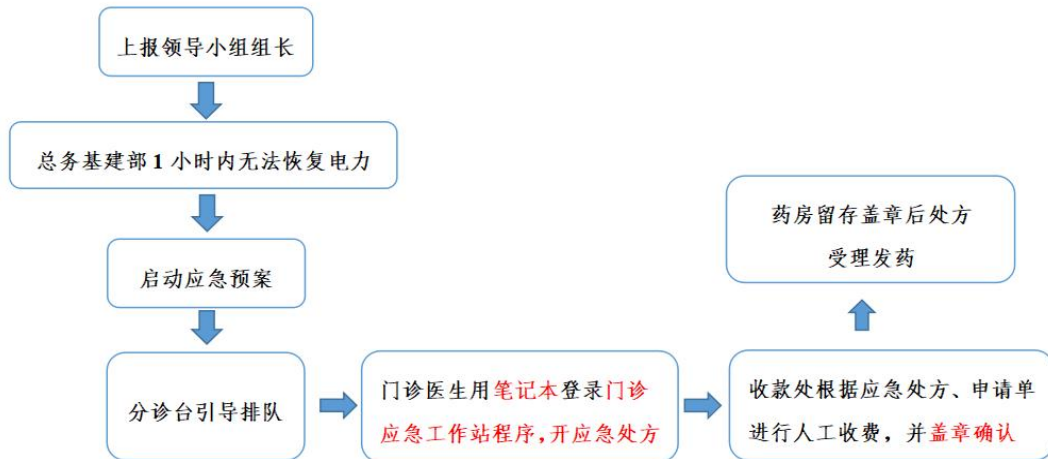 上报领导小组组长
总务基建部 1 小时内无法恢复电力
启动应急预案
分诊台引导排队
门诊医生用笔记本登录门诊
应急工作站程序，开应急处方
收款处根据应急处方、申请单
进行人工收费，并盖章确认
药房留存盖章后处方
受理发药